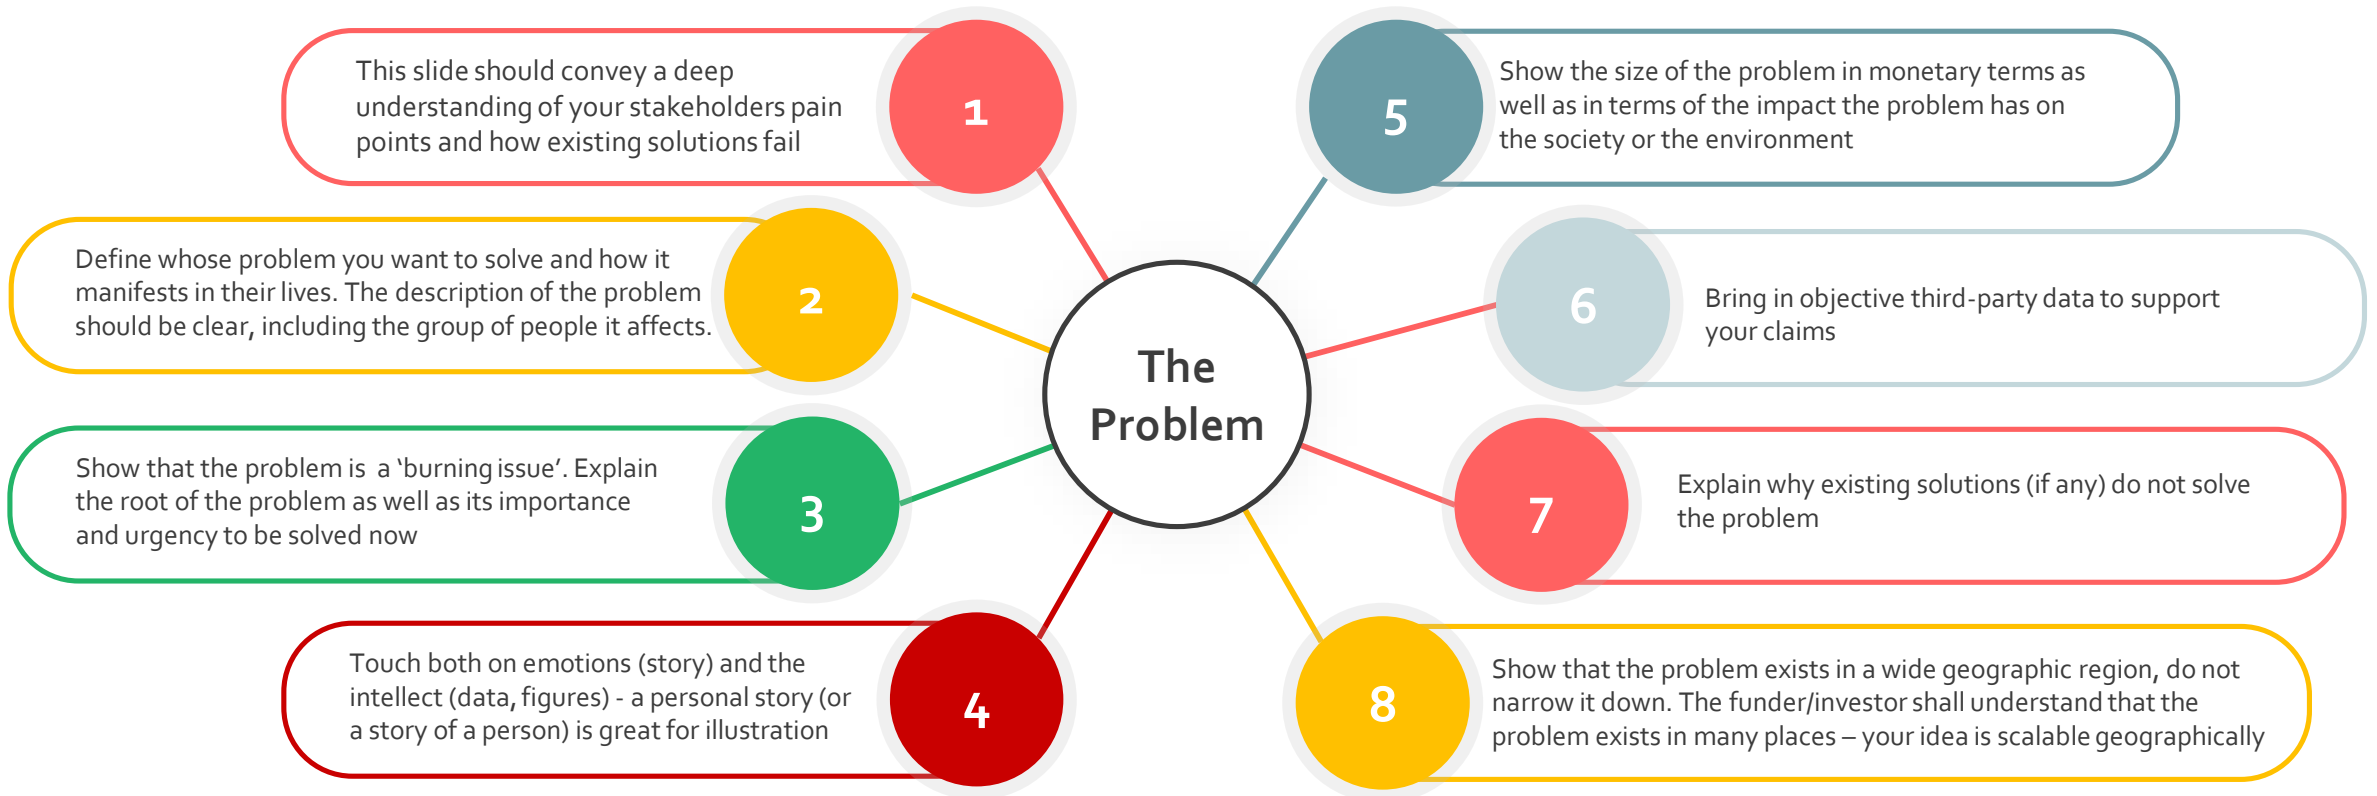 This slide should convey a deep
understanding of your stakeholders pain
points and how existing solutions fail
1
Define whose problem you want to solve and how it
manifests in their lives. The description of the problem
should be clear, including the group of people it affects.
2
Show that the problem is  a ‘burning issue’. Explain
the root of the problem as well as its importance
and urgency to be solved now
3
Touch both on emotions (story) and the
intellect (data, figures) - a personal story (or
a story of a person) is great for illustration
4
The
Problem
5
Show the size of the problem in monetary terms as
well as in terms of the impact the problem has on
the society or the environment
6
Bring in objective third-party data to support
your claims
7
Explain why existing solutions (if any) do not solve
the problem
8
Show that the problem exists in a wide geographic region, do not
narrow it down. The funder/investor shall understand that the
problem exists in many places – your idea is scalable geographically